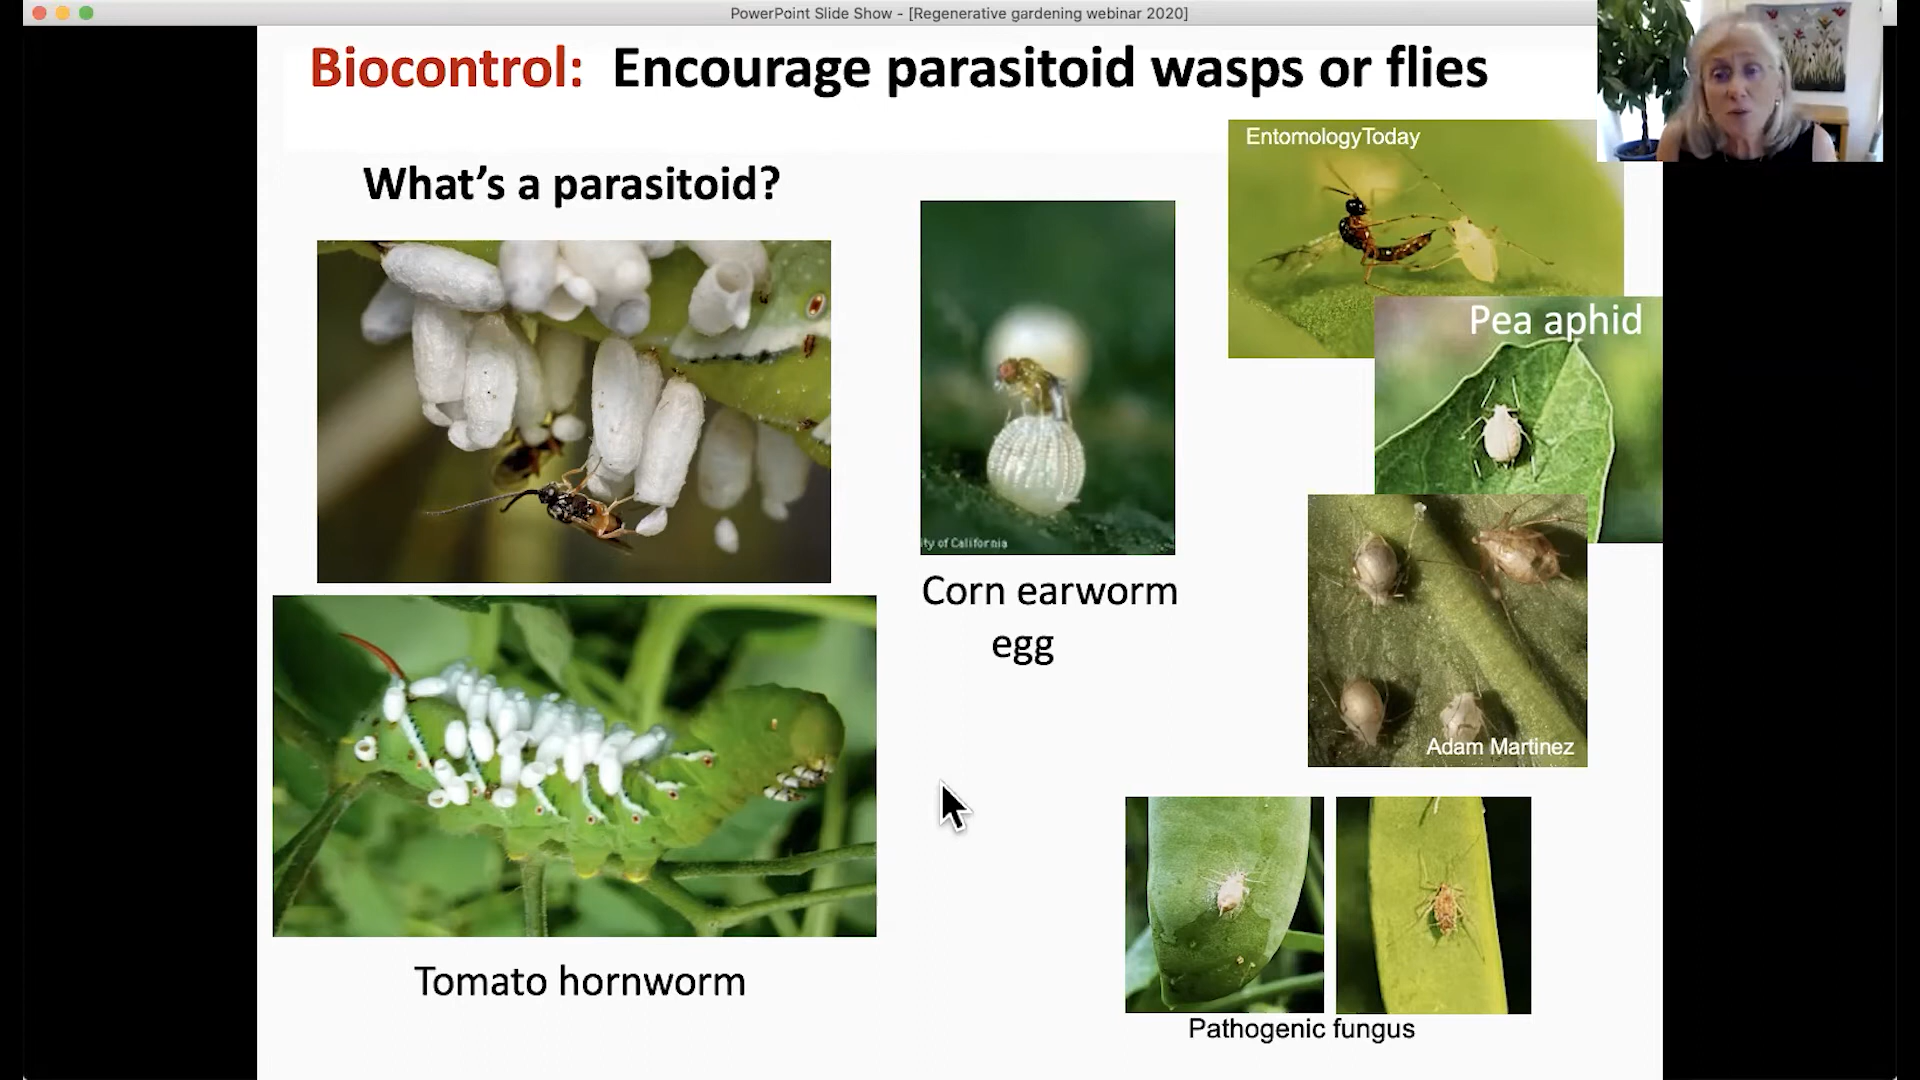 PowerPoint Slide Show - [Regenerative gardening webinar 2020]
Biocontrol: Encourage parasitoid wasps or flies
What's a parasitoid?
EntomologyToday
Pea aphid
ity of California
Corn earworm
egg
Adam Martinez
Tomato hornworm
Pathogenic fungus